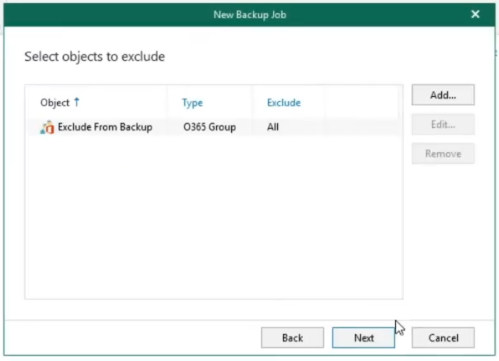 New Backup Job
Select objects to exclude
Object Type Exclude
Exclude From Backup O365 Group All
Add...
Edit...
Remove
Back Next Cancel